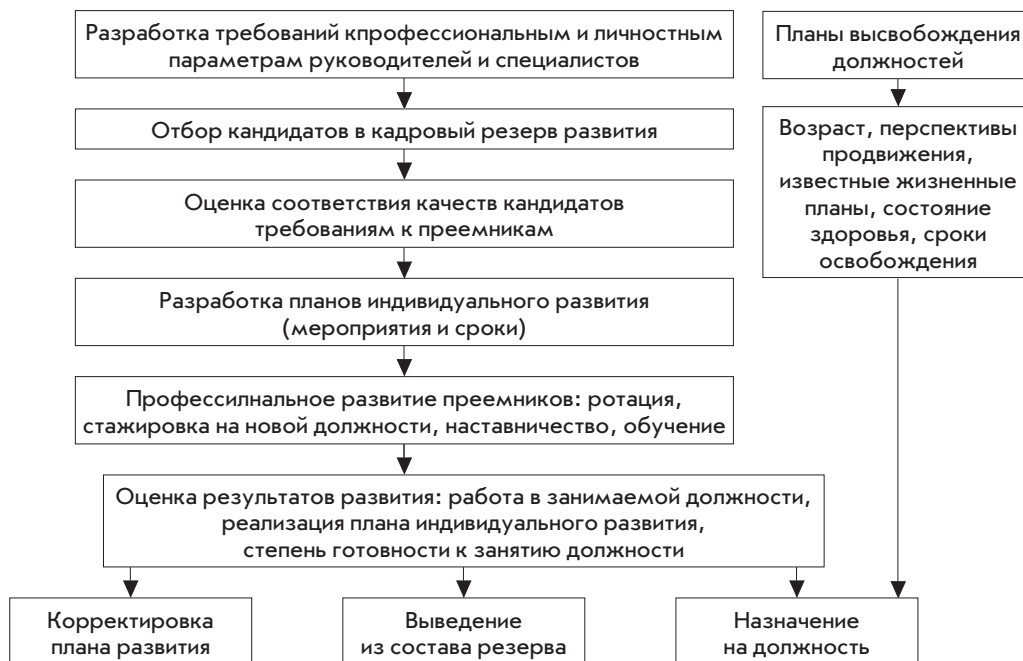 Разработка требований кпрофессиональным и личностным
параметрам руководителей и специалистов
Отбор кандидатов в кадровый резерв развития
Оценка соответствия качеств кандидатов
требованиям к преемникам
Разработка планов индивидуального развития
(мероприятия и сроки)
Профессилнальное развитие преемников: ротация,
стажировка на новой должности, наставничество, обучение
Оценка результатов развития: работа в занимаемой должности,
реализация плана индивидуального развития,
степень готовности к занятию должности
Корректировка
плана развития
Выведение
из состава резерва
Назначение
на должность
Планы высвобождения
должностей
Возраст, перспективы
продвижения,
известные жизненные
планы, состояние
здоровья, сроки
освобождения